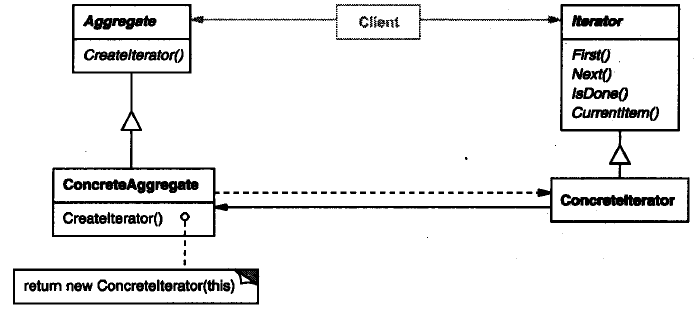 Aggregate
CreateIterator()
Client
Iterator
First()
Next()
IsDone()
CurrentItem()
ConcreteAggregate
CreateIterator()
ConcreteIterator
return new ConcreteIterator(this)